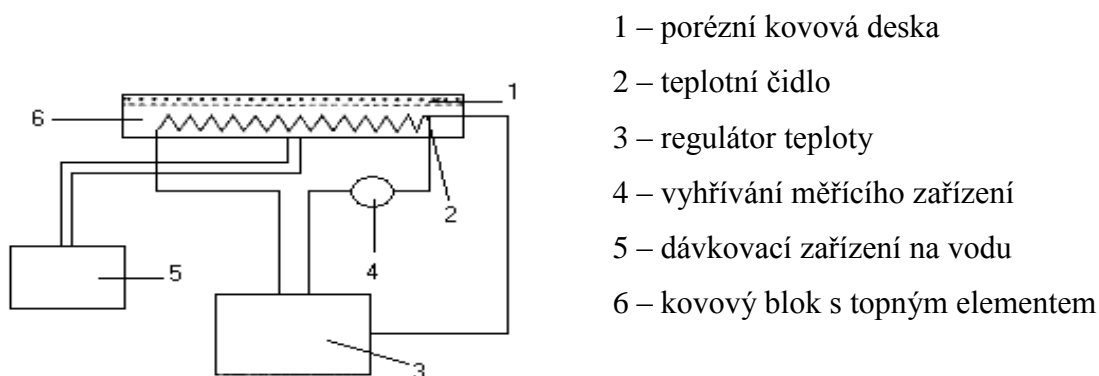 1
6
2
5
4
3
1 – porézní kovová deska
2 – teplotní čidlo
3 – regulátor teploty
4 – vyhřívání měřícího zařízení
5 – dávkovací zařízení na vodu
6 – kovový blok s topným elementem